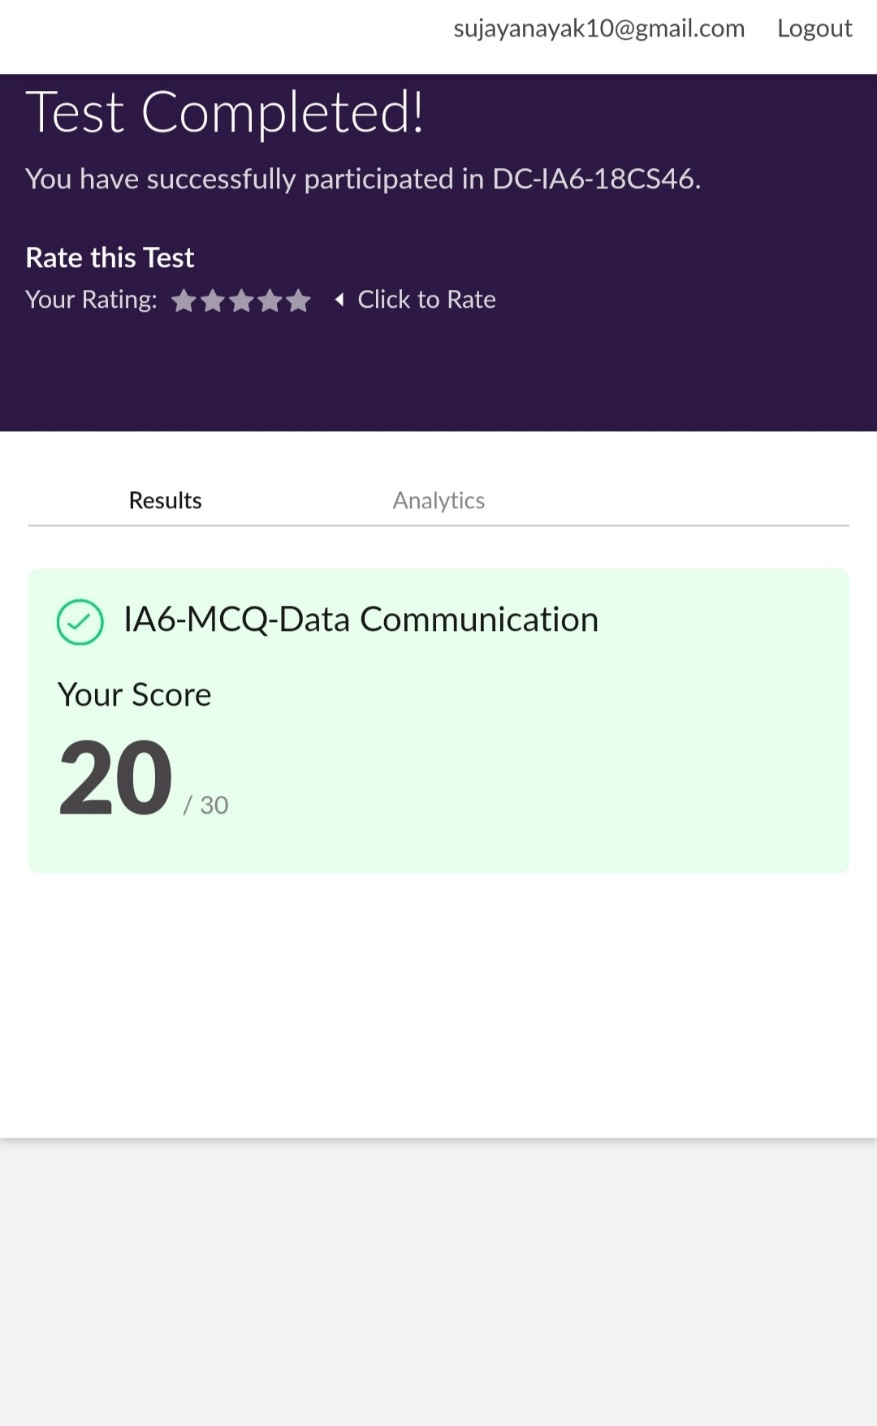 sujayanayak10@gmail.com Logout
Test Completed!
You have successfully participated in DC-IA6-18CS46.
Rate this Test
Your Rating: Click to Rate
Results Analytics
IA6-MCQ-Data Communication
Your Score
20 / 30